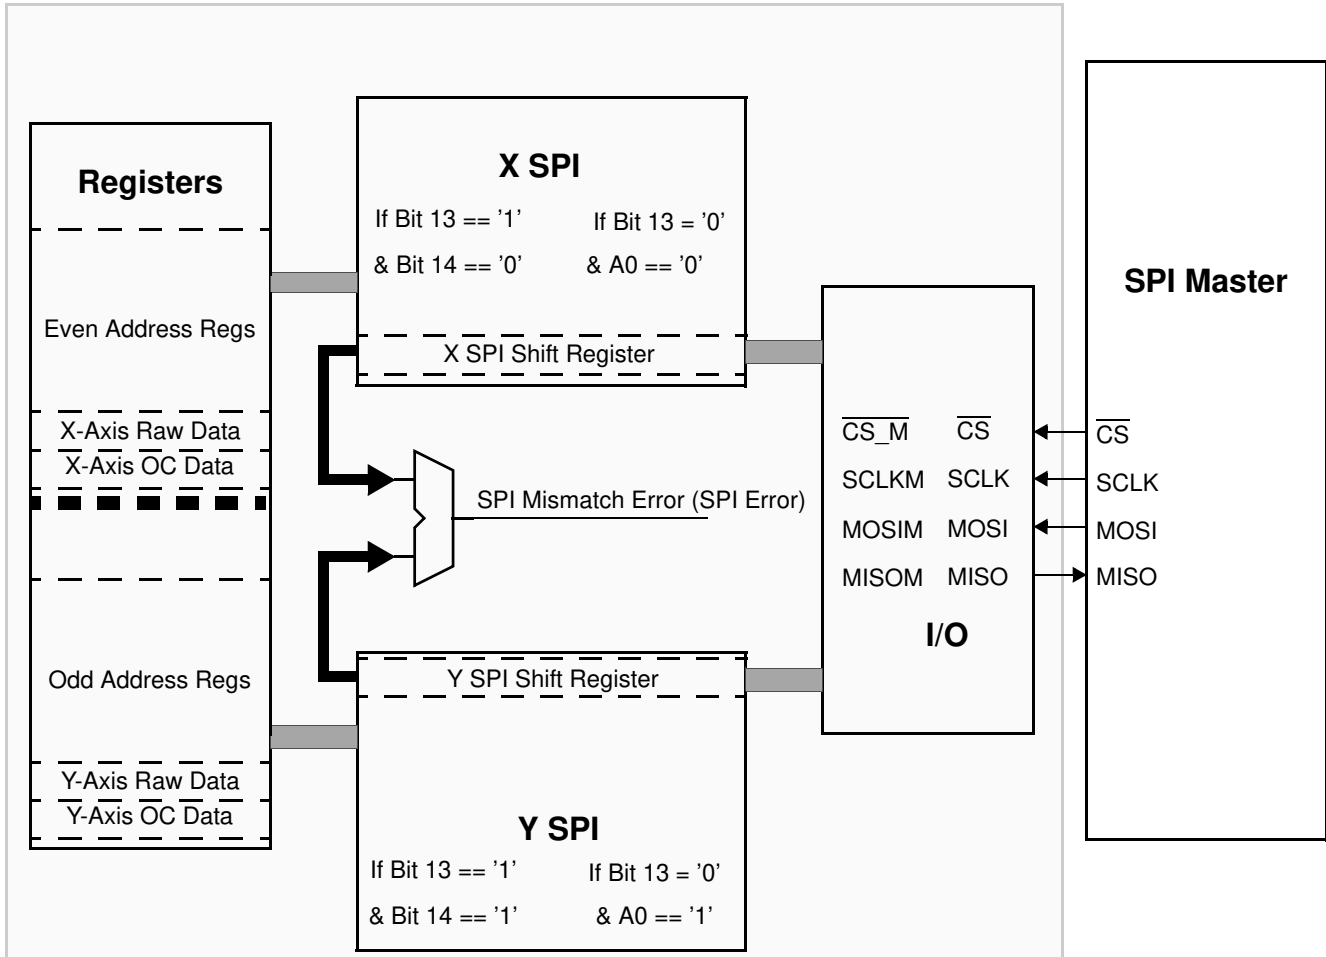 Registers
Even Address Regs
X-Axis Raw Data
X-Axis OC Data
Odd Address Regs
Y-Axis Raw Data
Y-Axis OC Data
X SPI
If Bit 13 == '1'
& Bit 14 == '0'
If Bit 13 = '0'
& A0 == '0'
X SPI Shift Register
SPI Mismatch Error (SPI Error)
Y SPI Shift Register
Y SPI
If Bit 13 == '1'
& Bit 14 == '1'
If Bit 13 = '0'
& A0 == '1'
CS_M CS
SCLKM SCLK
MOSIM MOSI
MISOM MISO
I/O
SPI Master
CS
SCLK
MOSI
MISO